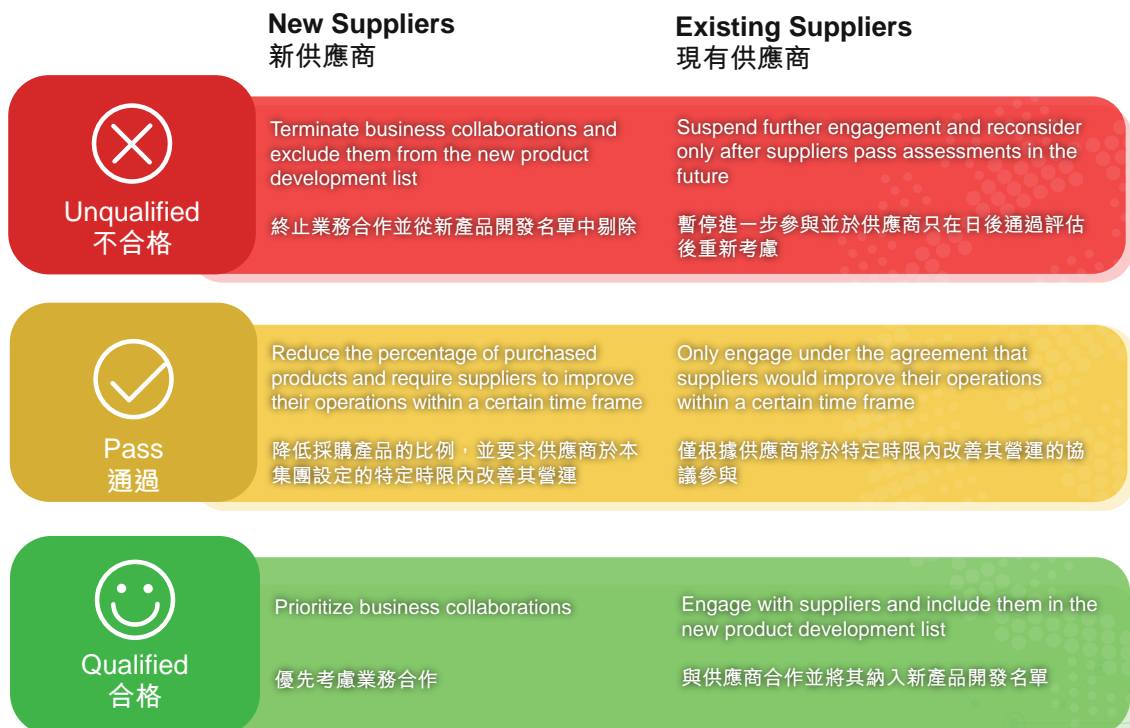 New Suppliers
新供應商
Existing Suppliers
現有供應商
Unqualified
不合格
Terminate business collaborations and
exclude them from the new product
development list
終止業務合作並從新產品開發名單中剔除
Suspend further engagement and reconsider
only after suppliers pass assessments in the
future
暫停進一步參與並於供應商只在日後通過評估
後重新考慮
Pass
通過
Reduce the percentage of purchased
products and require suppliers to improve
their operations within a certain time frame
降低採購產品的比例，並要求供應商於本
集團設定的特定時限內改善其營運
Only engage under the agreement that
suppliers would improve their operations
within a certain time frame
僅根據供應商將於特定時限內改善其營運的協
議參與
Qualified
合格
Prioritize business collaborations
優先考慮業務合作
Engage with suppliers and include them in the
new product development list
與供應商合作並將其納入新產品開發名單